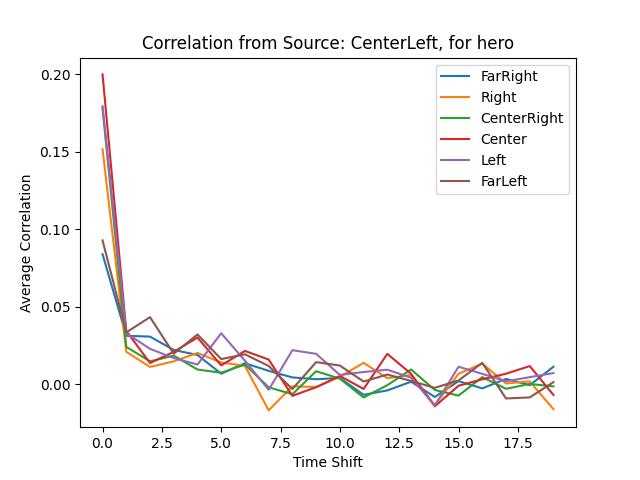 Correlation from Source: CenterLeft, for hero
0.20
0.15
0.10
0.05
0.00
Average Correlation
FarRight
Right
CenterRight
Center
Left
FarLeft
0.0 2.5 5.0 7.5 10.0 12.5 15.0 17.5
Time Shift